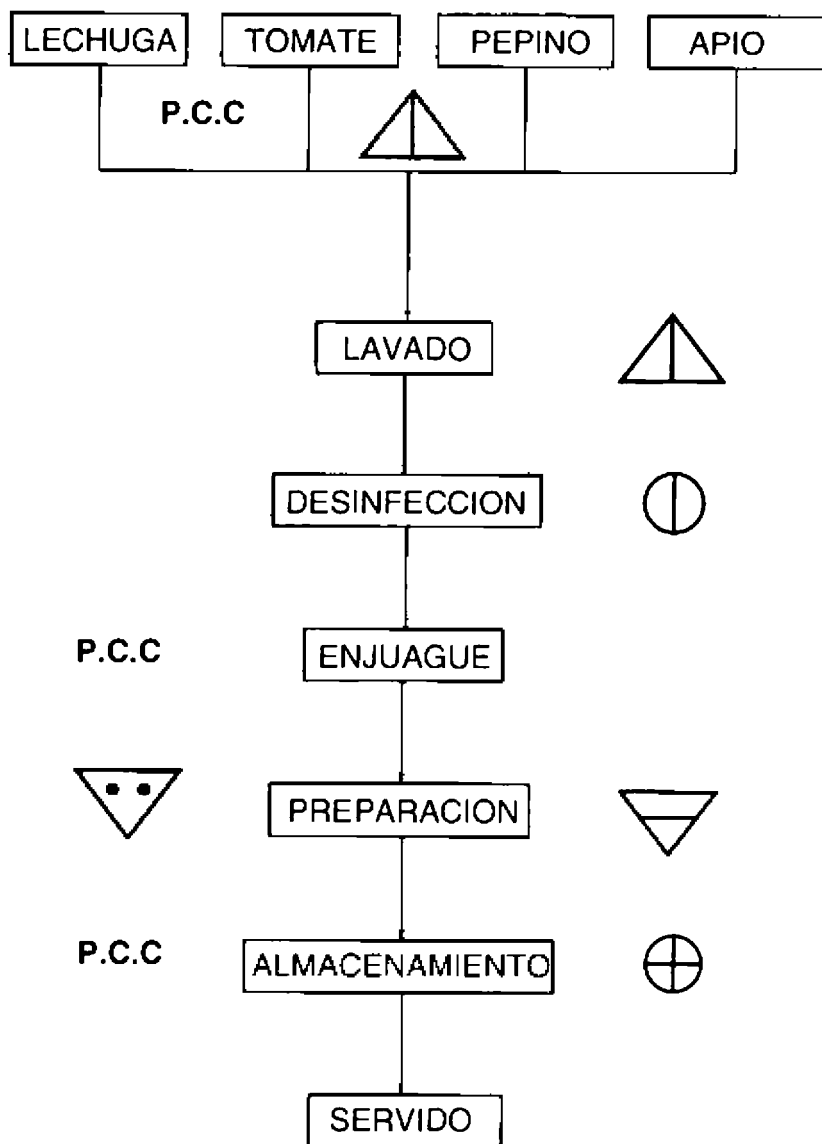 LECHUGA TOMATE PEPINO APIO
P.C.C
LAVADO
DESINFECCION
P.C.C ENJUAGUE
PREPARACION
P.C.C ALMACENAMIENTO
SERVIDO